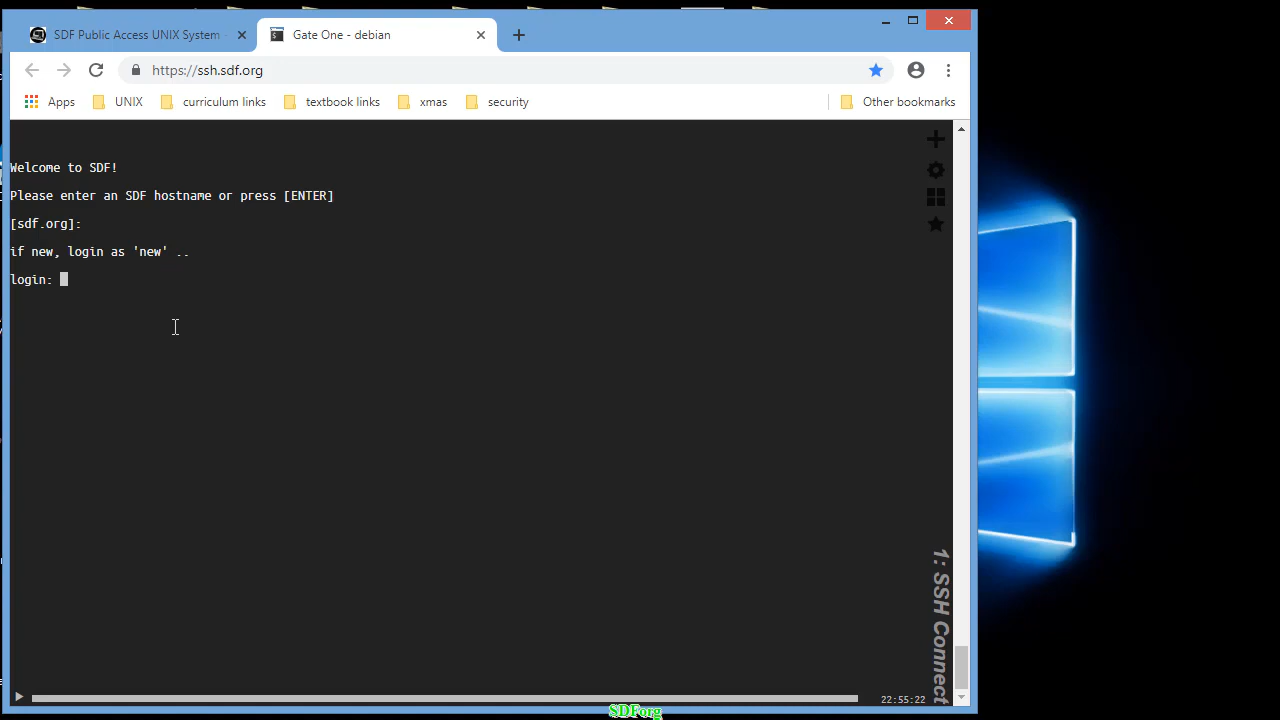 SDF Public Access UNIX System -
Gate One - debian
https://ssh.sdf.org
Apps UNIX curriculum links textbook links xmas security Other bookmarks
Welcome to SDF!
Please enter an SDF hostname or press [ENTER]
[sdf.org]:
if new, login as 'new' ..
login:
1: SSH Connect
22:55:22
SDForg